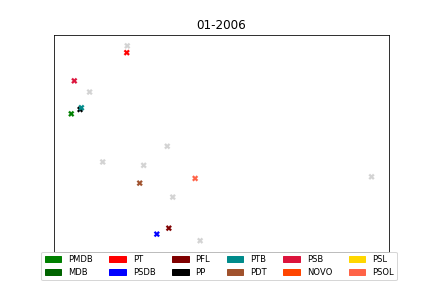 01-2006
PMDB PT PFL PTB PSB PSL
MDB PSDB PP PDT NOVO PSOL